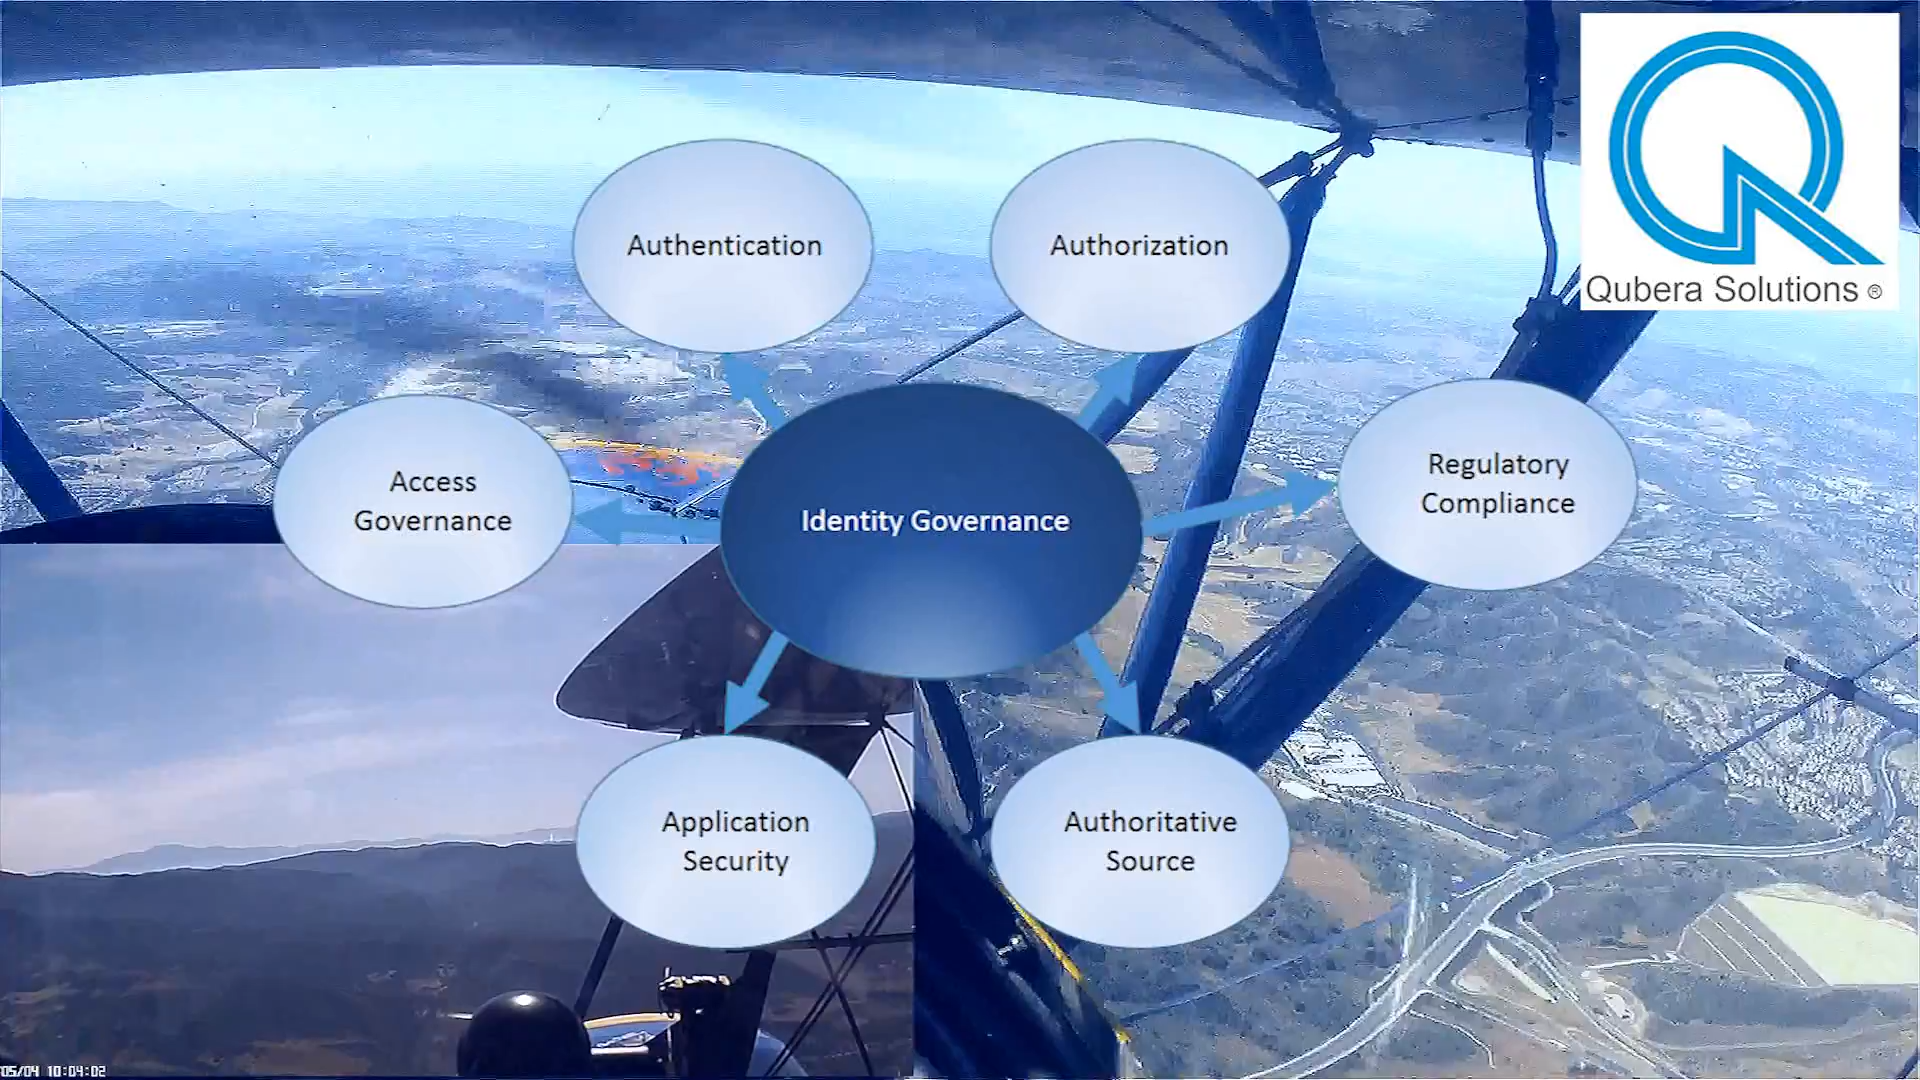 Qubera Solutions ®
Authentication
Authorization
Access
Governance
Identity Governance
Regulatory
Compliance
Application
Security
Authoritative
Source
05/04 10:04:02